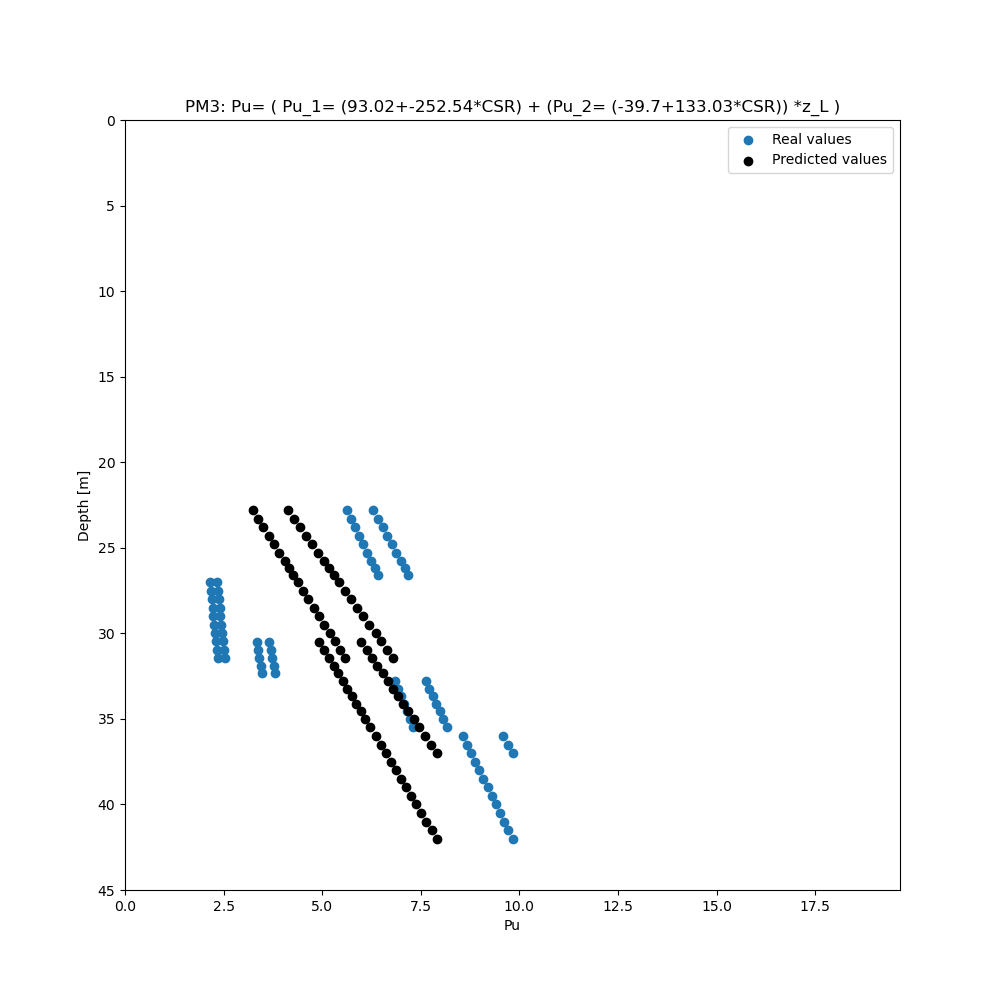 PM3: Pu= ( Pu_1= (93.02+-252.54*CSR) + (Pu_2= (-39.7+133.03*CSR)) *z_L )
Real values
Predicted values
0
5
10
15
20
25
30
35
40
45
Depth [m]
0.0 2.5 5.0 7.5 10.0 12.5 15.0 17.5
Pu